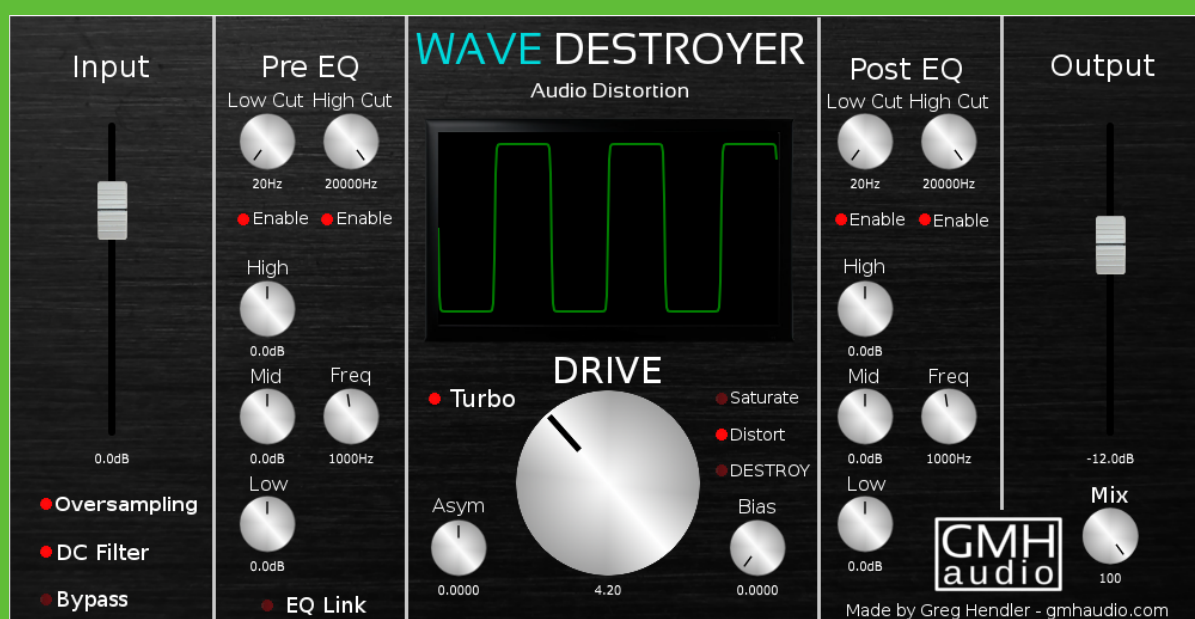 Input
0.0dB
Oversampling
DC Filter
Bypass
Pre EQ
Low Cut High Cut
20Hz 20000Hz
Enable Enable
High
0.0dB
Mid Freq
0.0dB 1000Hz
Low
0.0dB
EQ Link
WAVE DESTROYER
Audio Distortion
DRIVE
Turbo
Saturate
Distort
DESTROY
Asym
0.0000
4.20
Bias
0.0000
Post EQ
Low Cut High Cut
20Hz 20000Hz
Enable Enable
High
0.0dB
Mid Freq
0.0dB 1000Hz
Low
0.0dB
Output
-12.0dB
Mix
100
GMH
audio
Made by Greg Hendler - gmhaudio.com